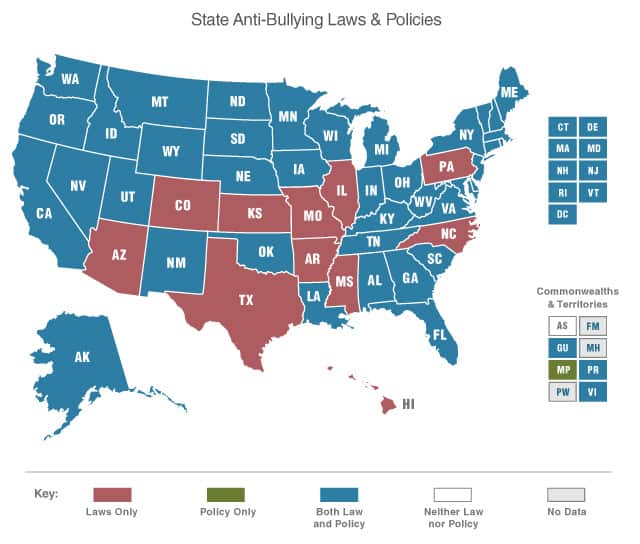 State Anti-Bullying Laws & Policies
WA
MT
ND
MN
ME
OR
ID
WY
SD
WI
MI
NY
NV
UT
NE
IA
IL
IN
OH
PA
CA
CO
KS
MO
KY
WV
VA
AZ
NM
OK
AR
TN
NC
SC
TX
LA
MS
AL
GA
FL
AK
HI
CT DE
MA MD
NH NJ
RI VT
DC
Commonwealths
& Territories
AS FM
GU MH
MP PR
PW VI
Key:
Laws Only
Policy Only
Both Law
and Policy
Neither Law
nor Policy
No Data